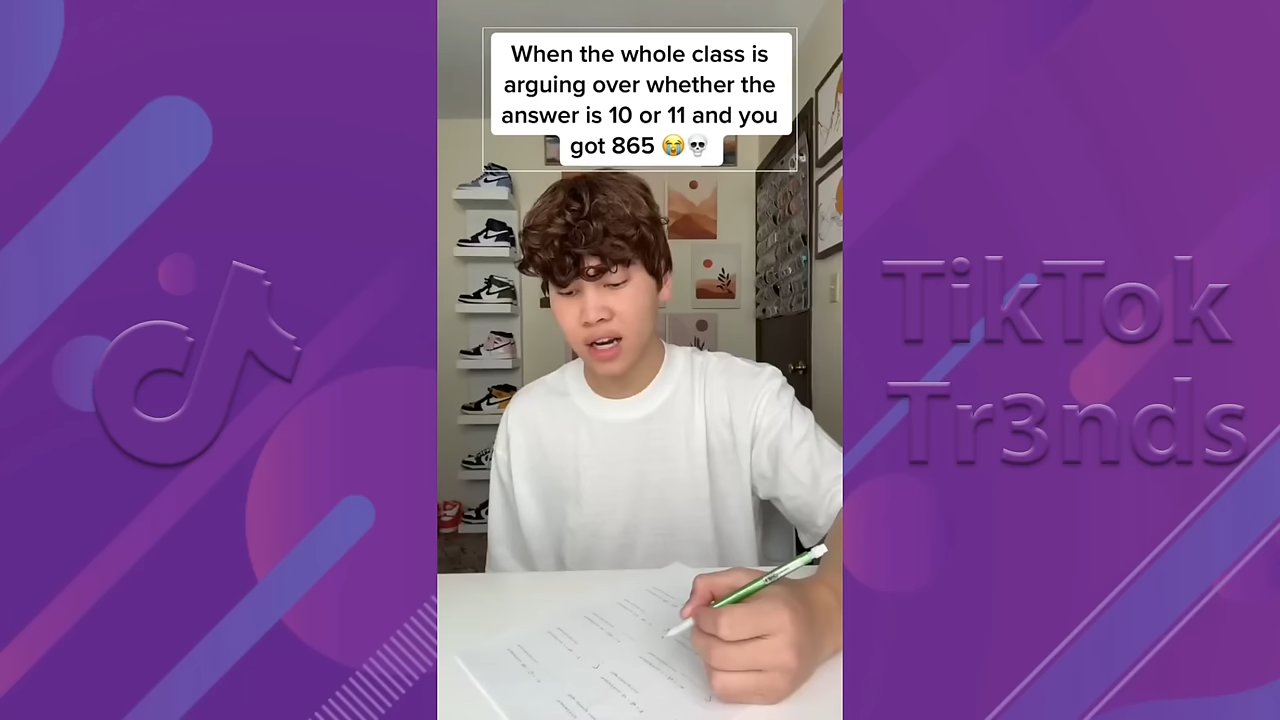 When the whole class is
arguing over whether the
answer is 10 or 11 and you
got 865 😭💀
TikTok
Tr3nds